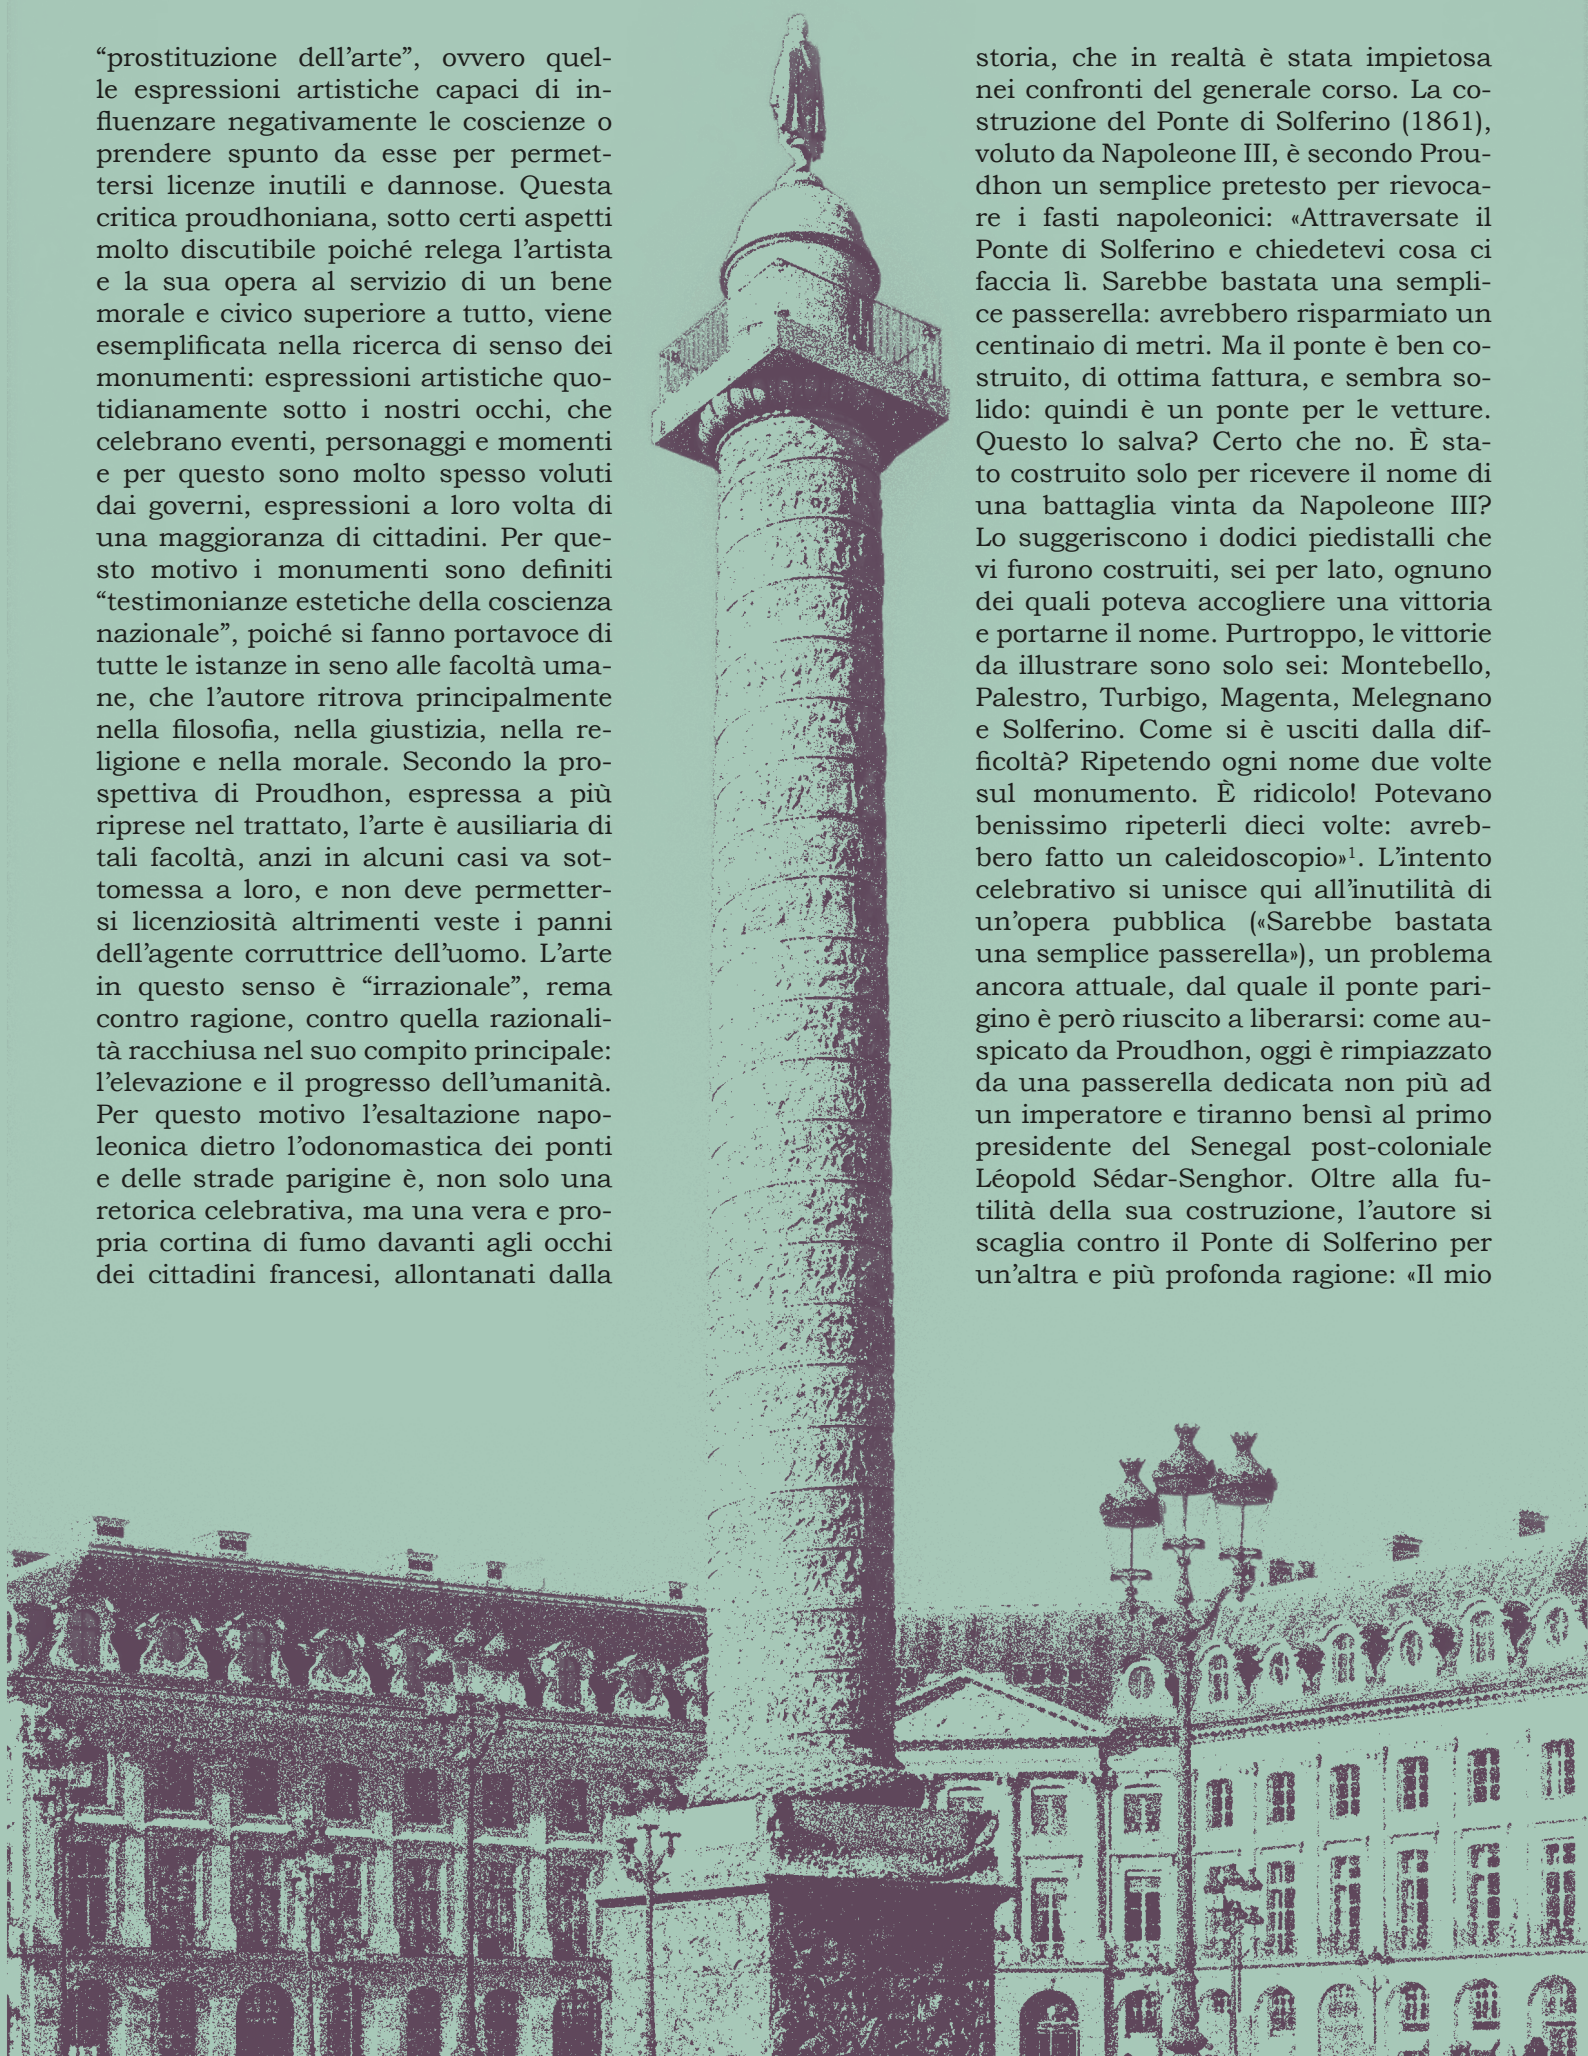 “prostituzione dell’arte”, ovvero quel-
le espressioni artistiche capaci di in-
fluenzare negativamente le coscienze o
prendere spunto da esse per permet-
tersi licenze inutili e dannose. Questa
critica proudhoniana, sotto certi aspetti
molto discutibile poiché relega l’artista
e la sua opera al servizio di un bene
morale e civico superiore a tutto, viene
esemplificata nella ricerca di senso dei
monumenti: espressioni artistiche quo-
tidianamente sotto i nostri occhi, che
celebrano eventi, personaggi e momenti
e per questo sono molto spesso voluti
dai governi, espressioni a loro volta di
una maggioranza di cittadini. Per que-
sto motivo i monumenti sono definiti
“testimonianze estetiche della coscienza
nazionale”, poiché si fanno portavoce di
tutte le istanze in seno alle facoltà uma-
ne, che l’autore ritrova principalmente
nella filosofia, nella giustizia, nella re-
ligione e nella morale. Secondo la pro-
spettiva di Proudhon, espressa a più
riprese nel trattato, l’arte è ausiliaria di
tali facoltà, anzi in alcuni casi va sot-
tomessa a loro, e non deve permetter-
si licenziosità altrimenti veste i panni
dell’agente corruttrice dell’uomo. L’arte
in questo senso è “irrazionale”, rema
contro ragione, contro quella razionali-
tà racchiusa nel suo compito principale:
l’elevazione e il progresso dell’umanità.
Per questo motivo l’esaltazione napo-
leonica dietro l’odonomastica dei ponti
e delle strade parigine è, non solo una
retorica celebrativa, ma una vera e pro-
pria cortina di fumo davanti agli occhi
dei cittadini francesi, allontanati dalla
storia, che in realtà è stata impietosa
nei confronti del generale corso. La co-
struzione del Ponte di Solferino (1861),
voluto da Napoleone III, è secondo Prou-
dhon un semplice pretesto per rievoca-
re i fasti napoleonici: «Attraversate il
Ponte di Solferino e chiedetevi cosa ci
faccia lì. Sarebbe bastata una sempli-
ce passerella: avrebbero risparmiato un
centinaio di metri. Ma il ponte è ben co-
struito, di ottima fattura, e sembra so-
lido: quindi è un ponte per le vetture.
Questo lo salva? Certo che no. È sta-
to costruito solo per ricevere il nome di
una battaglia vinta da Napoleone III?
Lo suggeriscono i dodici piedistalli che
vi furono costruiti, sei per lato, ognuno
dei quali poteva accogliere una vittoria
e portarne il nome. Purtroppo, le vittorie
da illustrare sono solo sei: Montebello,
Palestro, Turbigo, Magenta, Melegnano
e Solferino. Come si è usciti dalla dif-
ficoltà? Ripetendo ogni nome due volte
sul monumento. È ridicolo! Potevano
benissimo ripeterli dieci volte: avreb-
bero fatto un caleidoscopio»¹. L’intento
celebrativo si unisce qui all’inutilità di
un’opera pubblica («Sarebbe bastata
una semplice passerella»), un problema
ancora attuale, dal quale il ponte pari-
gino è però riuscito a liberarsi: come au-
spicato da Proudhon, oggi è rimpiazzato
da una passerella dedicata non più ad
un imperatore e tiranno bensì al primo
presidente del Senegal post-coloniale
Léopold Sédar-Senghor. Oltre alla fu-
tilità della sua costruzione, l’autore si
scaglia contro il Ponte di Solferino per
un’altra e più profonda ragione: «Il mio